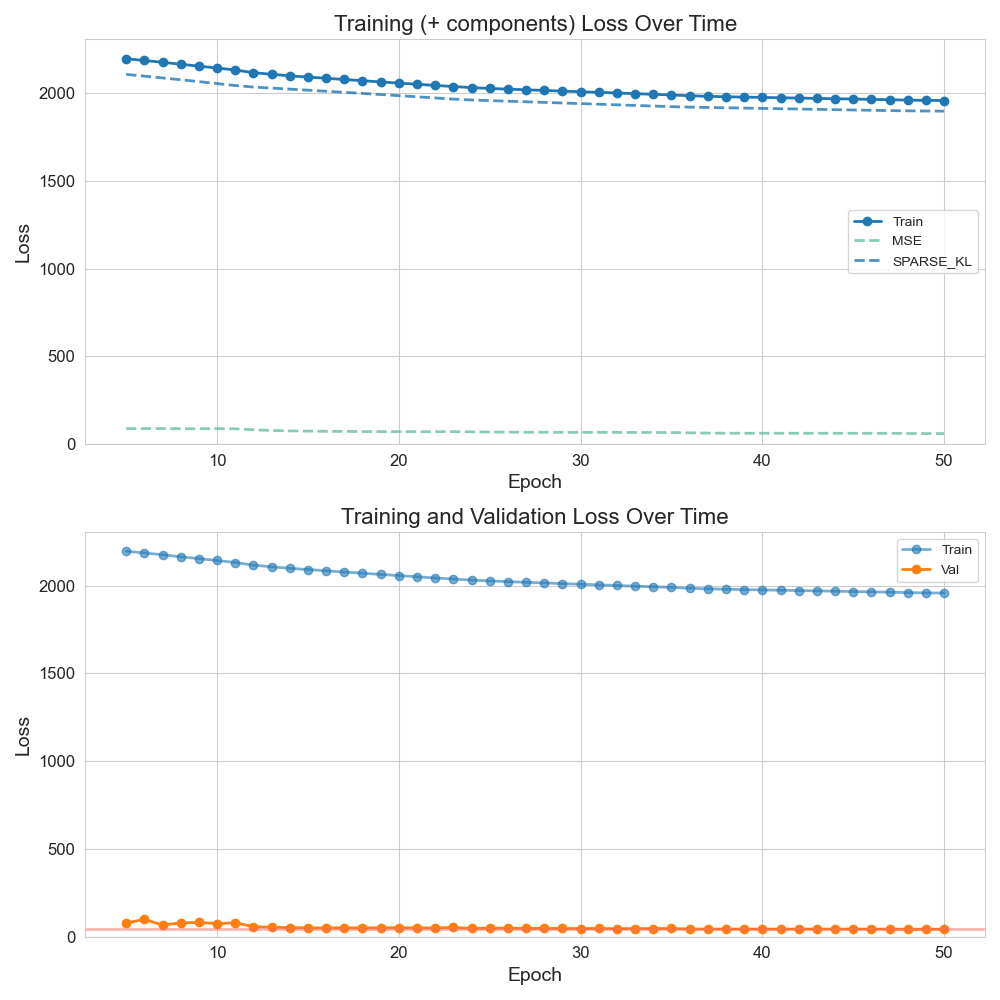 Training (+ components) Loss Over Time
2000
1500
1000
500
0
Loss
Train
MSE
SPARSE_KL
10 20 30 40 50
Epoch
Training and Validation Loss Over Time
2000
1500
1000
500
0
Loss
Train
Val
10 20 30 40 50
Epoch